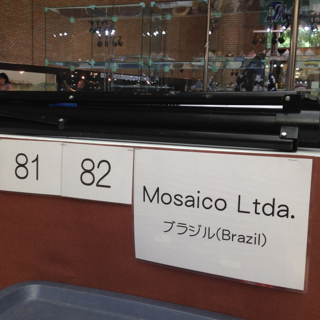 81
82
Mosaico Ltda.
ブラジル(Brazil)